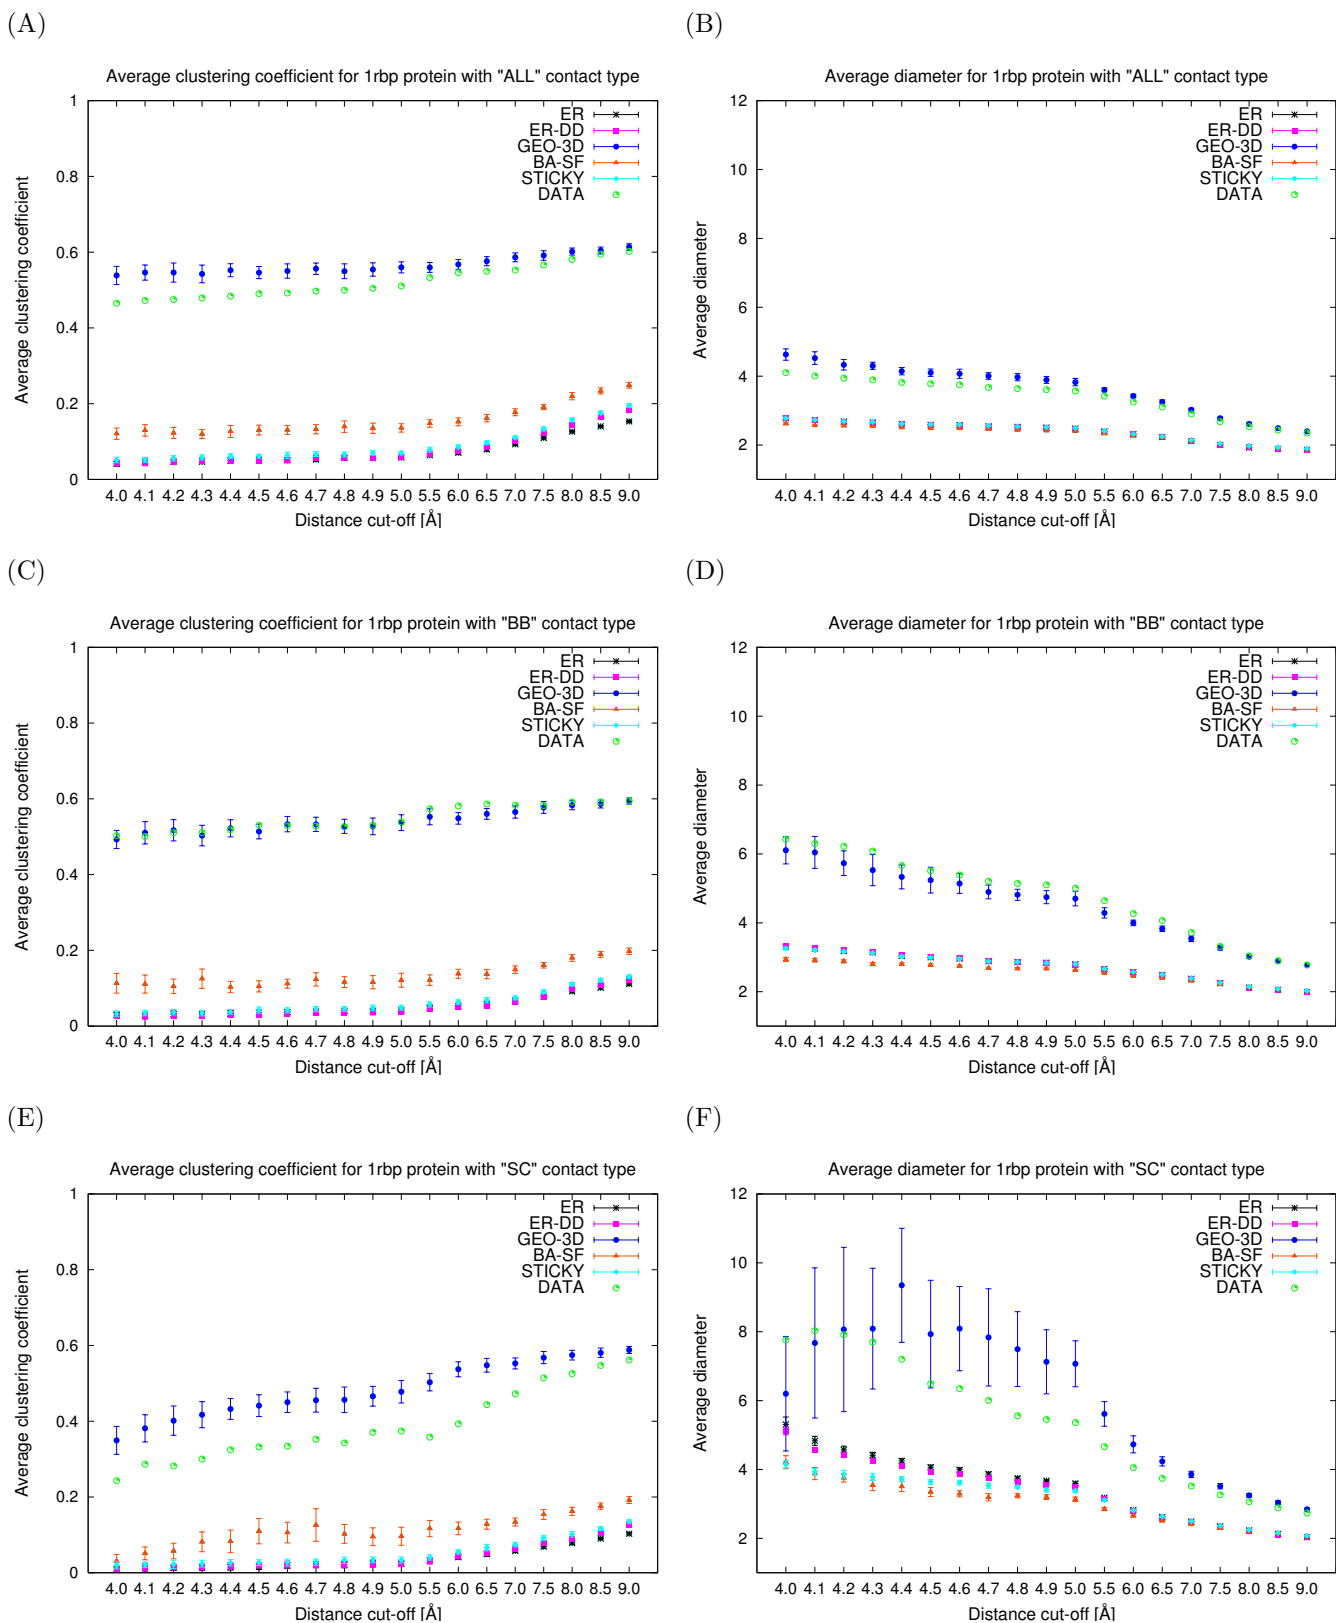 (A)
Average clustering coefficient for 1rbp protein with "ALL" contact type
Average clustering coefficient
1
0.8
0.6
0.4
0.2
0
ER
ER-DD
GEO-3D
BA-SF
STICKY
DATA
4.0 4.1 4.2 4.3 4.4 4.5 4.6 4.7 4.8 4.9 5.0 5.5 6.0 6.5 7.0 7.5 8.0 8.5 9.0
Distance cut-off [Å]
(B)
Average diameter for 1rbp protein with "ALL" contact type
Average diameter
12
10
8
6
4
2
ER
ER-DD
GEO-3D
BA-SF
STICKY
DATA
4.0 4.1 4.2 4.3 4.4 4.5 4.6 4.7 4.8 4.9 5.0 5.5 6.0 6.5 7.0 7.5 8.0 8.5 9.0
Distance cut-off [Å]
(C)
Average clustering coefficient for 1rbp protein with "BB" contact type
Average clustering coefficient
1
0.8
0.6
0.4
0.2
0
ER
ER-DD
GEO-3D
BA-SF
STICKY
DATA
4.0 4.1 4.2 4.3 4.4 4.5 4.6 4.7 4.8 4.9 5.0 5.5 6.0 6.5 7.0 7.5 8.0 8.5 9.0
Distance cut-off [Å]
(D)
Average diameter for 1rbp protein with "BB" contact type
Average diameter
12
10
8
6
4
2
ER
ER-DD
GEO-3D
BA-SF
STICKY
DATA
4.0 4.1 4.2 4.3 4.4 4.5 4.6 4.7 4.8 4.9 5.0 5.5 6.0 6.5 7.0 7.5 8.0 8.5 9.0
Distance cut-off [Å]
(E)
Average clustering coefficient for 1rbp protein with "SC" contact type
Average clustering coefficient
1
0.8
0.6
0.4
0.2
0
ER
ER-DD
GEO-3D
BA-SF
STICKY
DATA
4.0 4.1 4.2 4.3 4.4 4.5 4.6 4.7 4.8 4.9 5.0 5.5 6.0 6.5 7.0 7.5 8.0 8.5 9.0
Distance cut-off [Å]
(F)
Average diameter for 1rbp protein with "SC" contact type
Average diameter
12
10
8
6
4
2
ER
ER-DD
GEO-3D
BA-SF
STICKY
DATA
4.0 4.1 4.2 4.3 4.4 4.5 4.6 4.7 4.8 4.9 5.0 5.5 6.0 6.5 7.0 7.5 8.0 8.5 9.0
Distance cut-off [Å]